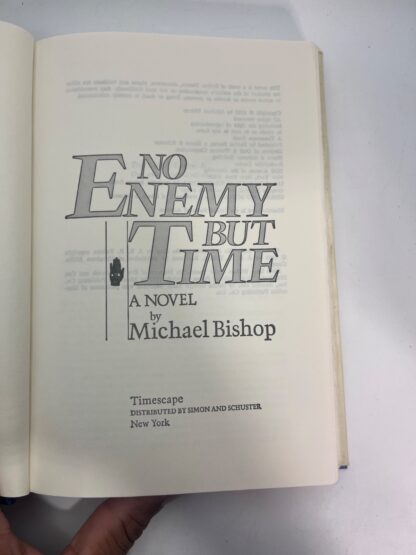 NO
ENEMY
BUT
TIME
A NOVEL
by
Michael Bishop
Timescape
DISTRIBUTED BY SIMON AND SCHUSTER
New York